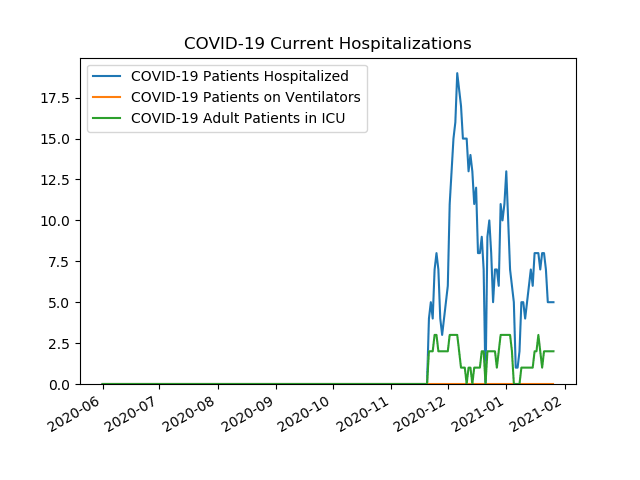 COVID-19 Current Hospitalizations
COVID-19 Patients Hospitalized
COVID-19 Patients on Ventilators
COVID-19 Adult Patients in ICU
17.5
15.0
12.5
10.0
7.5
5.0
2.5
0.0
2020-06 2020-07 2020-08 2020-09 2020-10 2020-11 2020-12 2021-01 2021-02